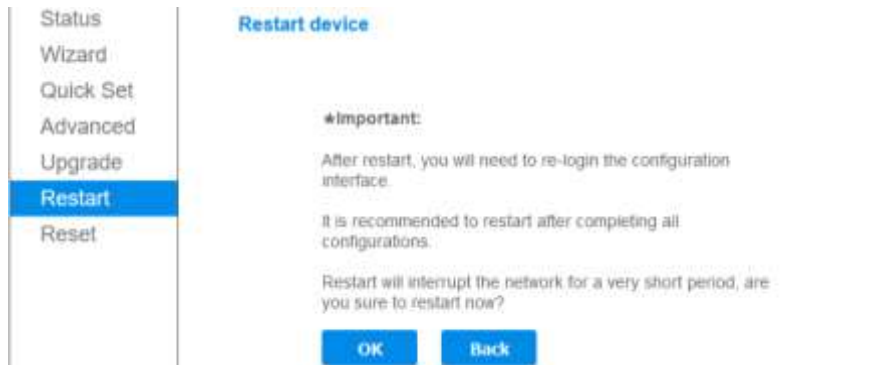 Status
Wizard
Quick Set
Advanced
Upgrade
Restart
Reset
Restart device
★Important:
After restart, you will need to re-login the configuration
interface.
It is recommended to restart after completing all
configurations.
Restart will interrupt the network for a very short period, are
you sure to restart now?
OK
Back